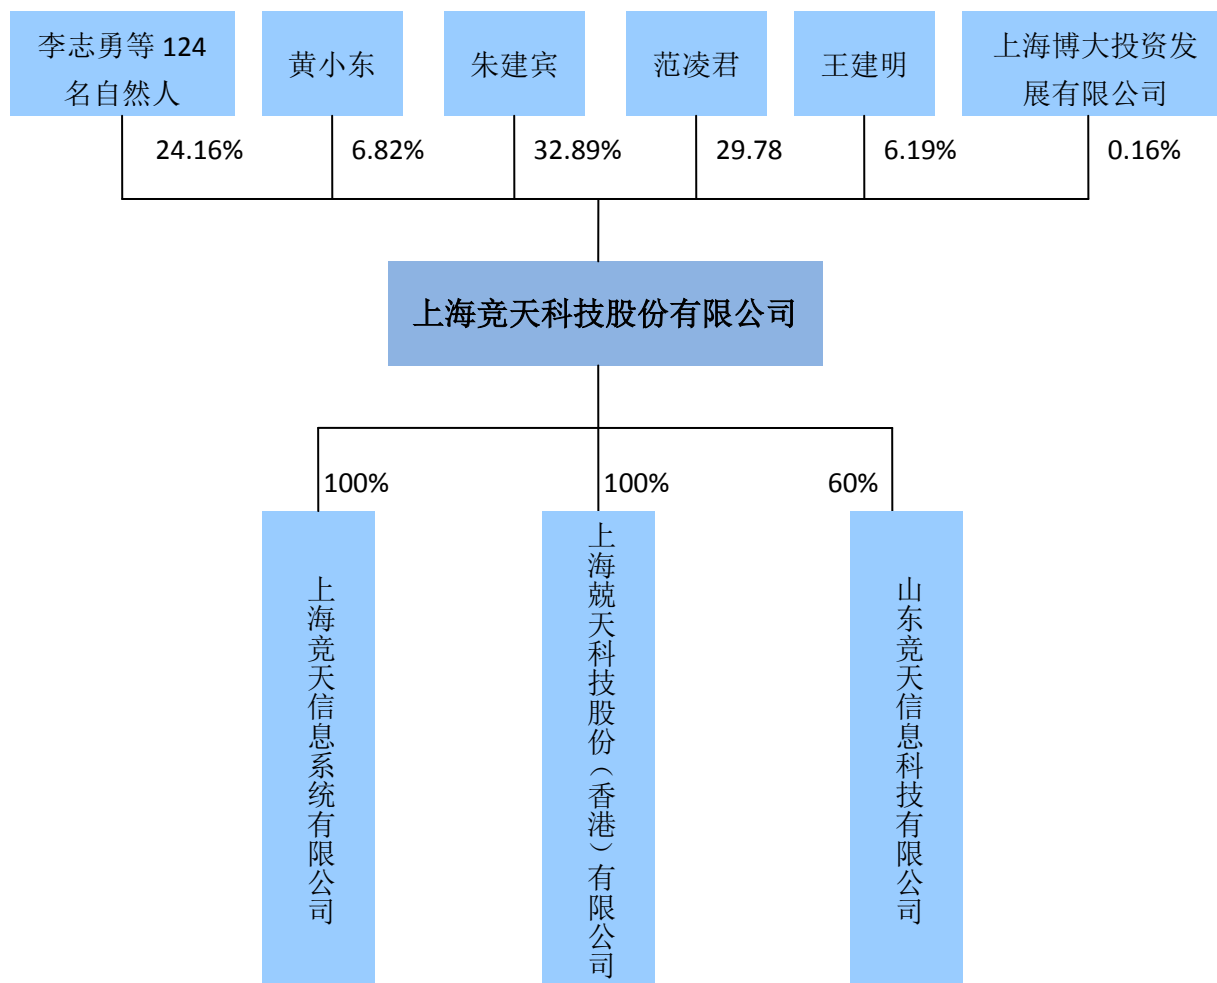 李志勇等 124
名自然人
黄小东
朱建宾
范凌君
王建明
上海博大投资发
展有限公司
24.16%
6.82%
32.89%
29.78
6.19%
0.16%
上海竞天科技股份有限公司
100%
100%
60%
上海竞天信息系统有限公司
上海兢天科技股份（香港）有限公司
山东竞天信息科技有限公司